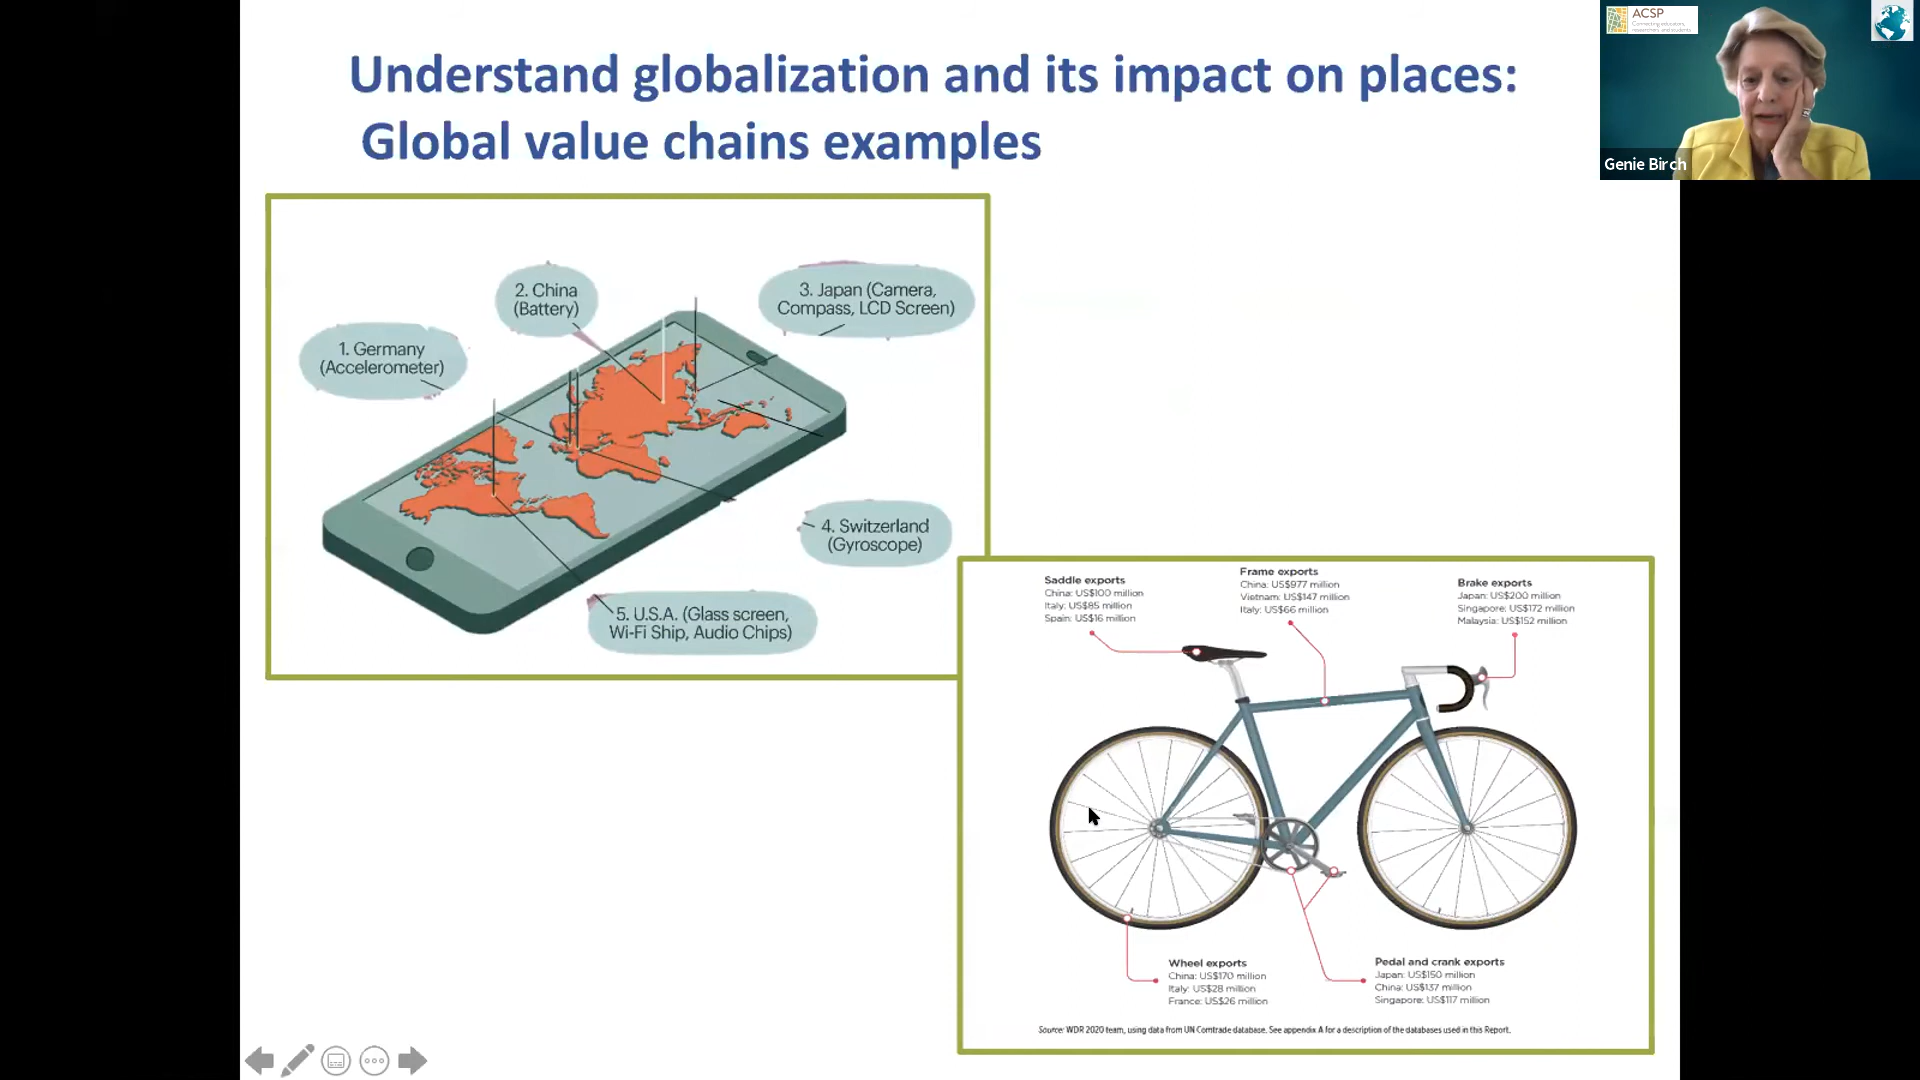 Understand globalization and its impact on places:
Global value chains examples
ACSP
Connecting educators,
researchers, and students
Genie Birch
1. Germany
(Accelerometer)
2. China
(Battery)
3. Japan (Camera,
Compass, LCD Screen)
4. Switzerland
(Gyroscope)
5. U.S.A. (Glass screen,
Wi-Fi Ship, Audio Chips)
Saddle exports
China: US$100 million
Italy: US$85 million
Spain: US$16 million
Frame exports
China: US$977 million
Vietnam: US$147 million
Italy: US$66 million
Brake exports
Japan: US$200 million
Singapore: US$172 million
Malaysia: US$152 million
Wheel exports
China: US$170 million
Italy: US$28 million
France: US$26 million
Pedal and crank exports
Japan: US$150 million
China: US$137 million
Singapore: US$117 million
Source: WDR 2020 team, using data from UN Comtrade database. See appendix A for a description of the databases used in this Report.